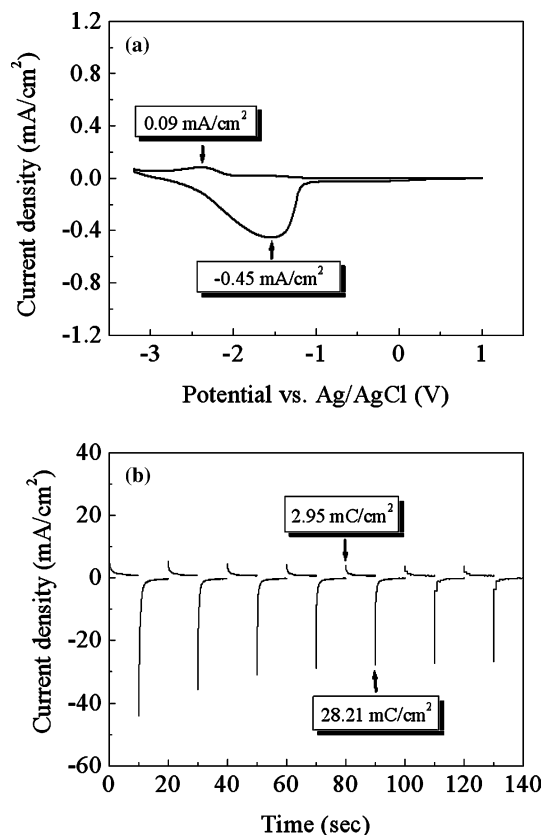 (a)
1.2
0.8
0.4
0.0
-0.4
-0.8
-1.2
Current density (mA/cm²)
0.09 mA/cm²
-0.45 mA/cm²
-3 -2 -1 0 1
Potential vs. Ag/AgCl (V)
(b)
40
20
0
-20
-40
-60
Current density (mA/cm²)
2.95 mC/cm²
28.21 mC/cm²
0 20 40 60 80 100 120 140
Time (sec)